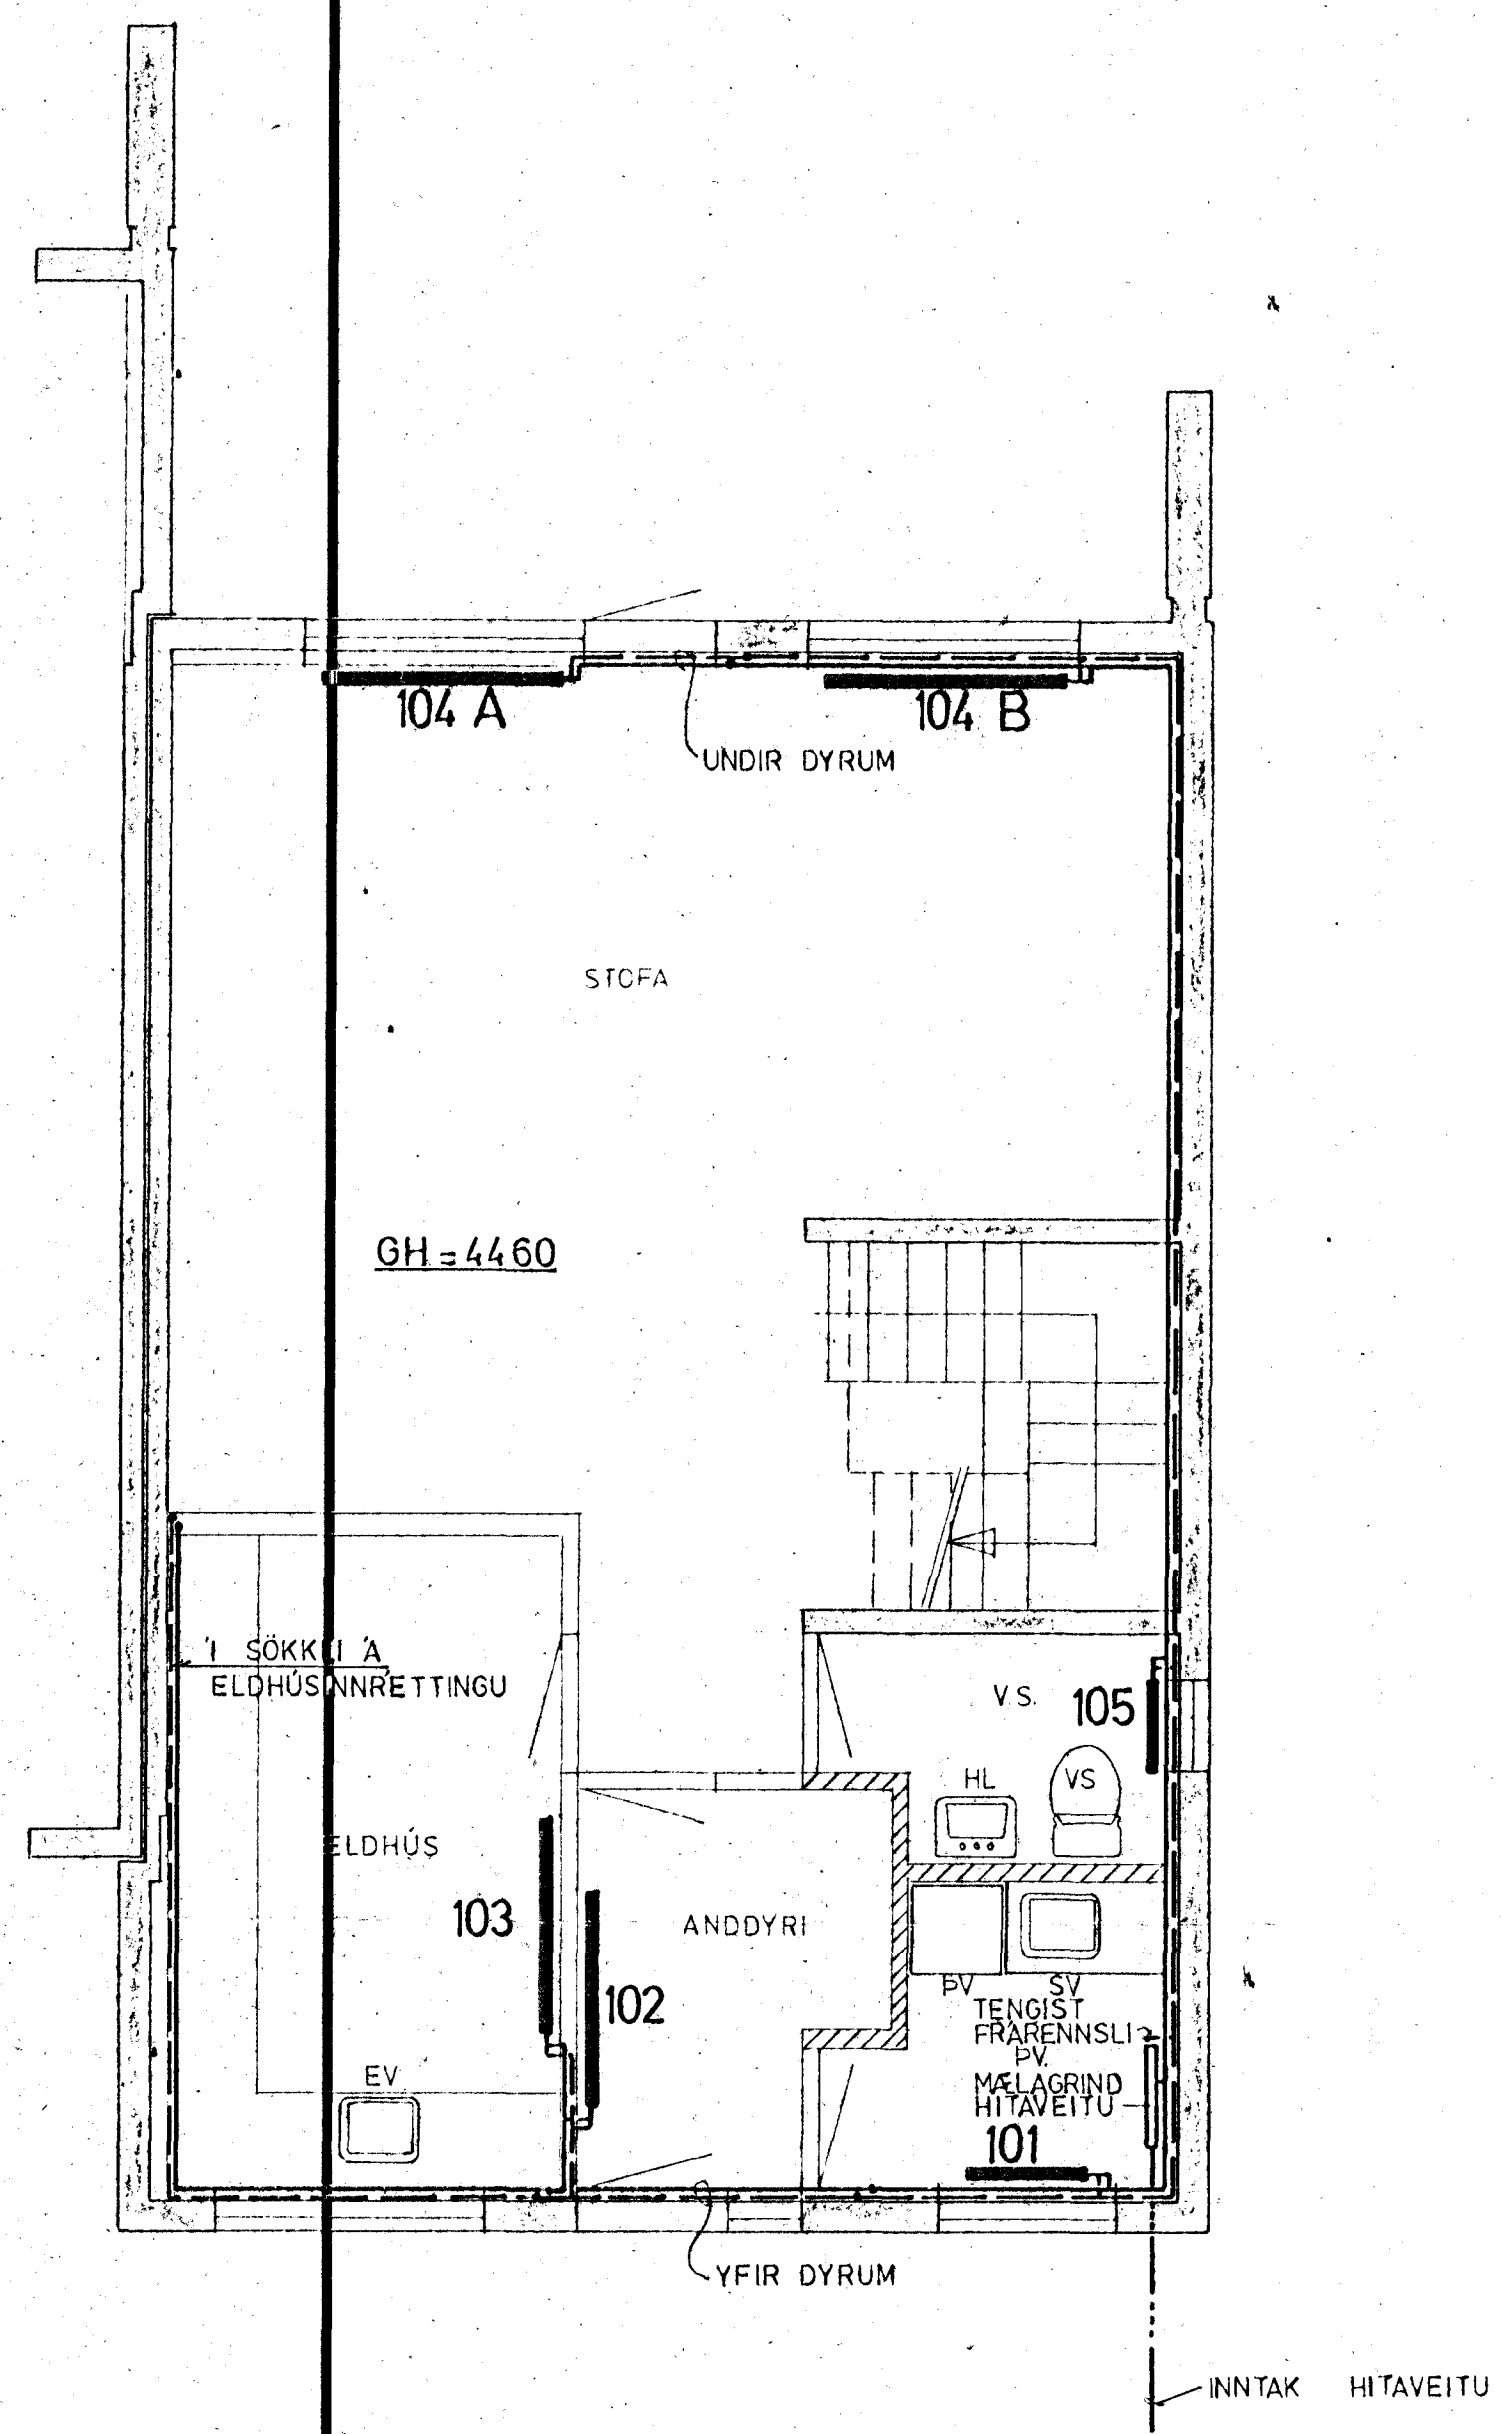 104 A
104 B
UNDIR DYRUM
STOFA
GH = 4460
Í SÖKKLI Á
ELDHÚSINNRÉTTINGU
V.S.
105
HL
VS
ELDHÚS
103
ANDDYRI
102
ÞV
SV
TENGIST
FRÁRENNSLI
ÞV.
MÆLAGRIND
HITAVEITU
EV
101
YFIR DYRUM
INNTAK HITAVEITU